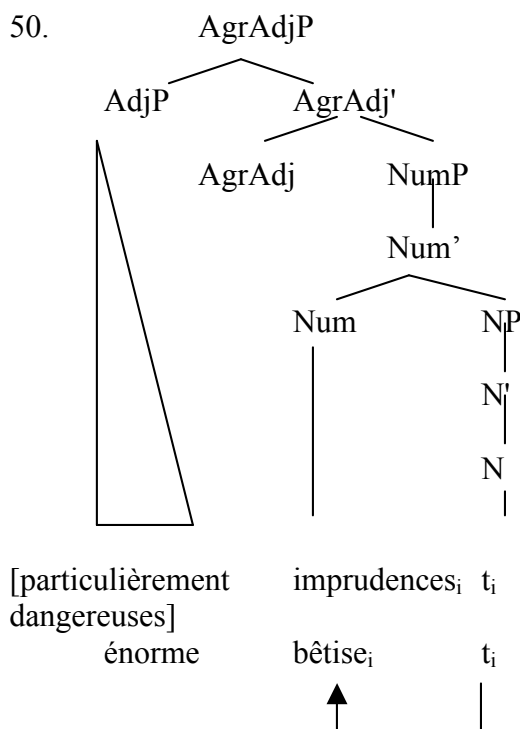 50. AgrAdjP
AdjP AgrAdj'
AgrAdj NumP
Num’
Num NP
N'
N
[particulièrement imprudencesi ti
dangereuses]
énorme bêtisei ti